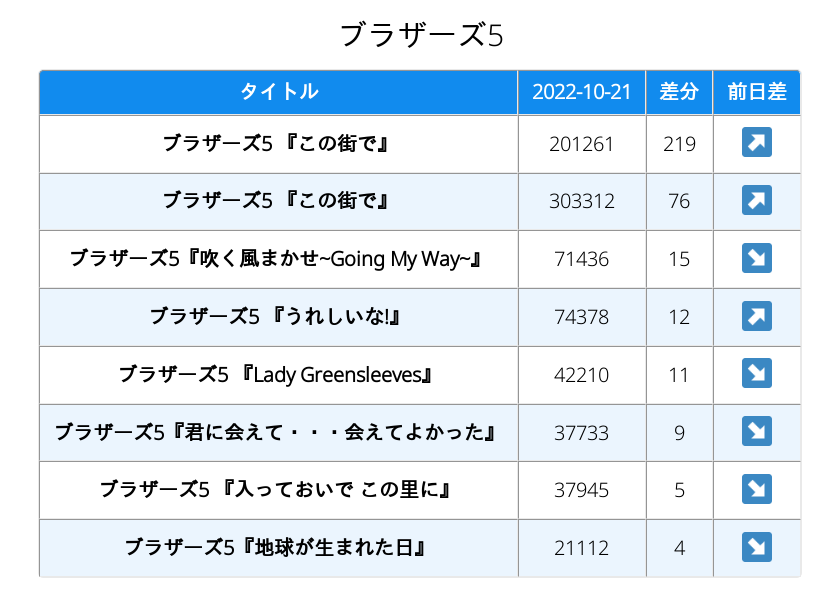 ブラザーズ5
タイトル 2022-10-21 差分 前日差
ブラザーズ5 『この街で』 201261 219 ↗
ブラザーズ5 『この街で』 303312 76 ↗
ブラザーズ5『吹く風まかせ~Going My Way~』 71436 15 ↘
ブラザーズ5 『うれしいな!』 74378 12 ↗
ブラザーズ5 『Lady Greensleeves』 42210 11 ↘
ブラザーズ5『君に会えて・・・会えてよかった』 37733 9 ↘
ブラザーズ5 『入っておいで この里に』 37945 5 ↘
ブラザーズ5『地球が生まれた日』 21112 4 ↘